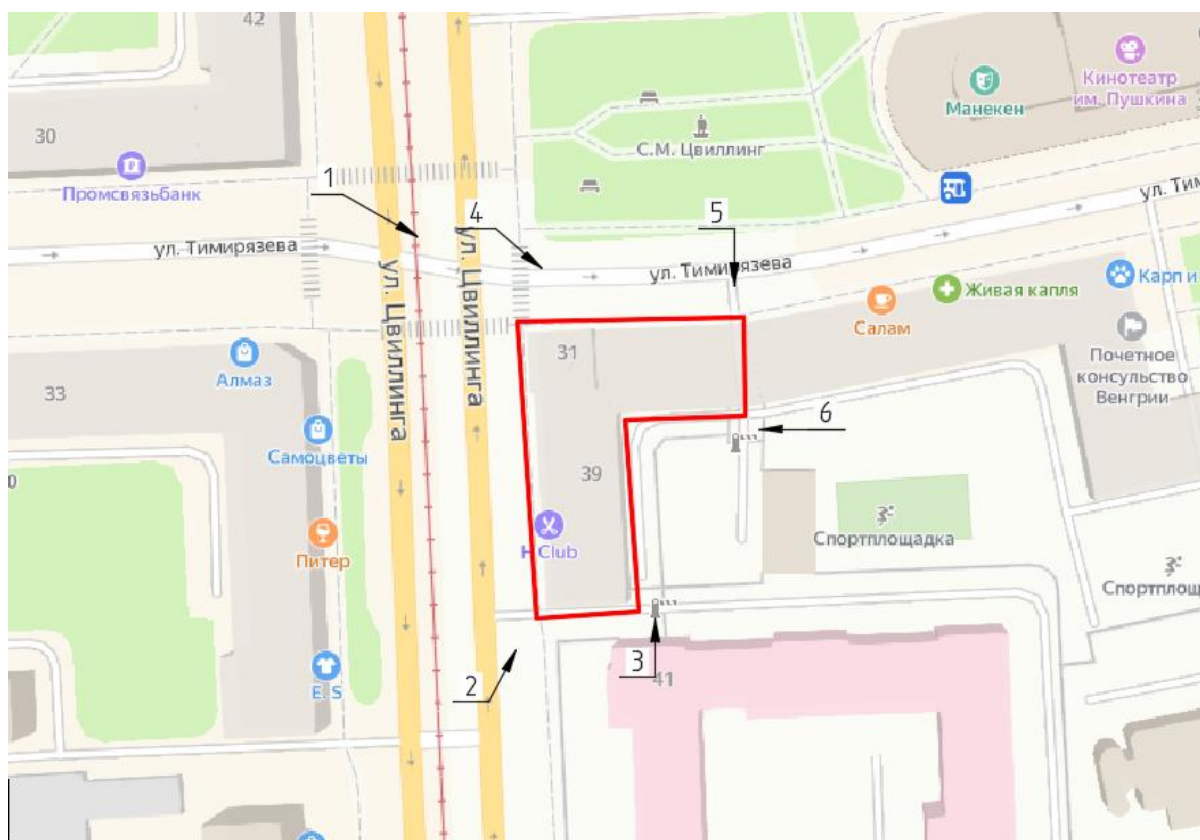 42
30
Промсвязьбанк
1
ул. Тимирязева
4
5
С.М. Цвиллинг
Манекен
Кинотеатр
им. Пушкина
ул. Тим
ул. Тимирязева
ул. Цвиллинга
ул. Цвиллинга
Живая капля
Карп и
Салам
Почетное
консульство
Венгрии
31
33
Алмаз
Самоцветы
6
39
0
Питер
H Club
Спортплощадка
Спортплощ
2
3
41
E. S